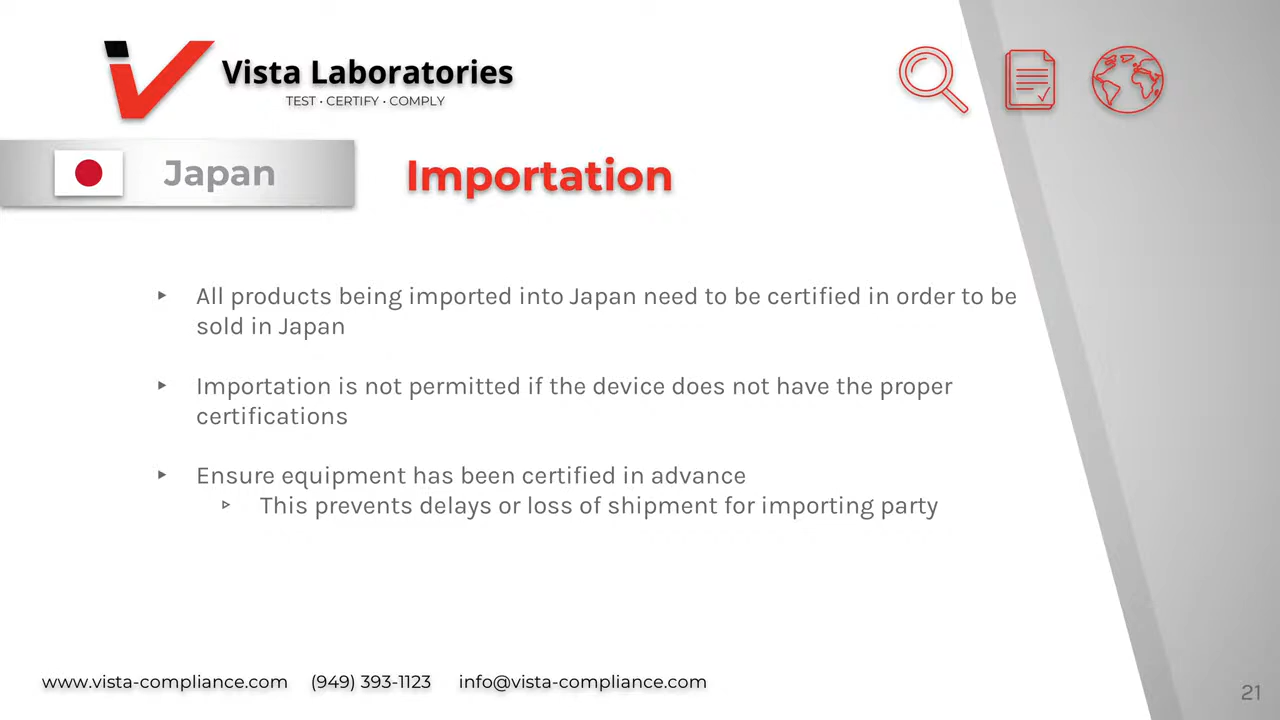 Vista Laboratories
TEST · CERTIFY · COMPLY
Japan
Importation
▸ All products being imported into Japan need to be certified in order to be
sold in Japan
▸ Importation is not permitted if the device does not have the proper
certifications
▸ Ensure equipment has been certified in advance
▹ This prevents delays or loss of shipment for importing party
www.vista-compliance.com (949) 393-1123 info@vista-compliance.com
21